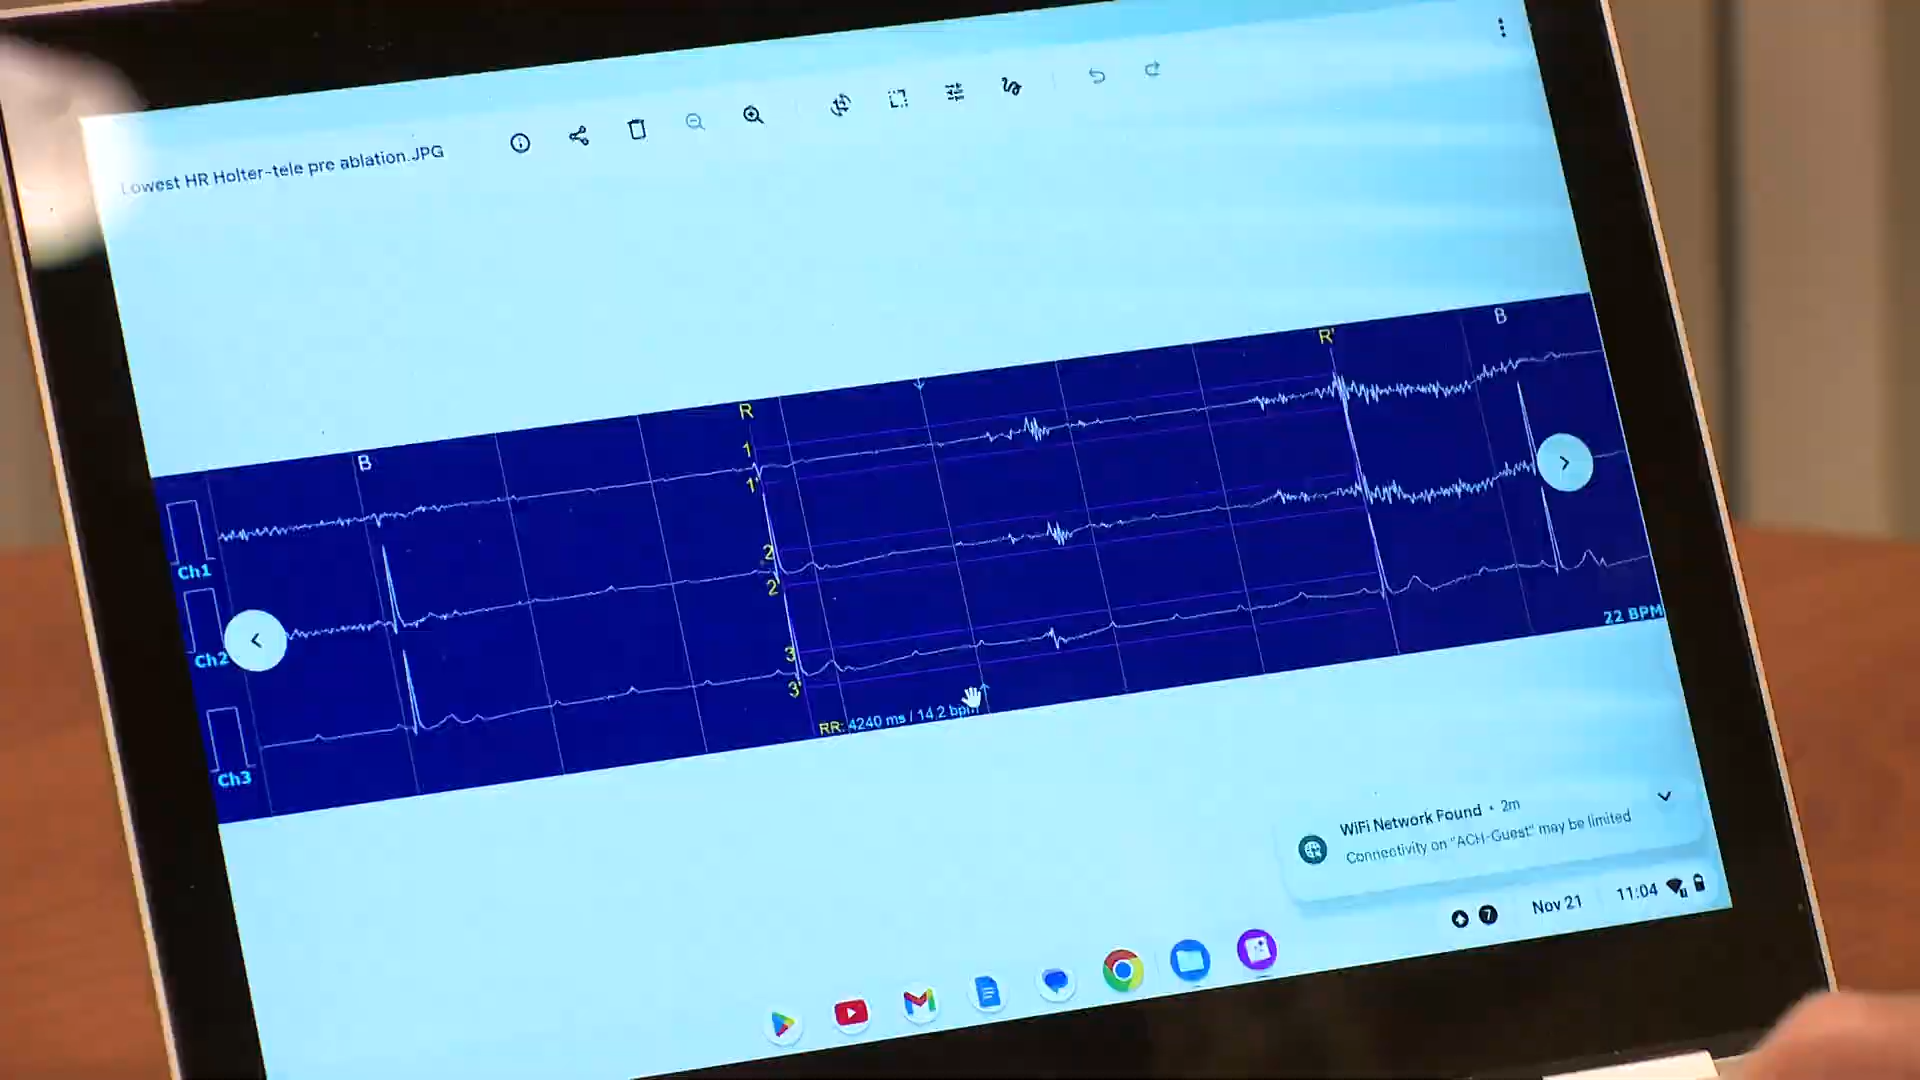 Lowest HR Holter-tele pre ablation.JPG
B
R
R'
B
1
1'
2
2'
3
3'
Ch1
Ch2
Ch3
22 BPM
RR: 4240 ms / 14.2 bpm
WiFi Network Found • 2m
Connectivity on "ACH-Guest" may be limited
7
Nov 21
11:04